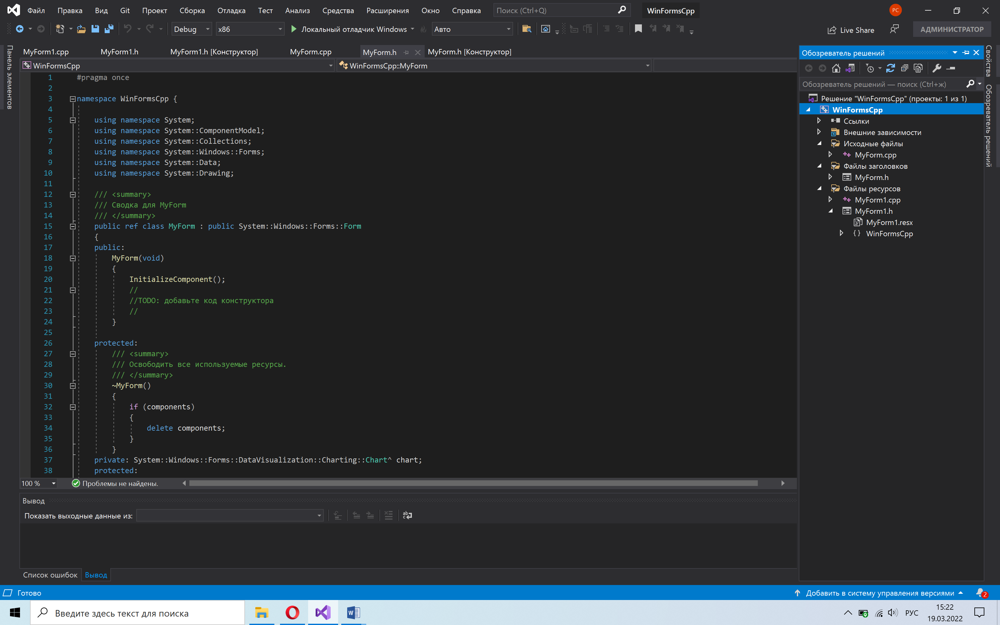 Файл Правка Вид Git Проект Сборка Отладка Тест Анализ Средства Расширения Окно Справка Поиск (Ctrl+Q) WinFormsCpp РС
Debug x86 Локальный отладчик Windows Авто Live Share АДМИНИСТРАТОР
Панель элементов
MyForm1.cpp MyForm1.h MyForm1.h [Конструктор] MyForm.cpp MyForm.h MyForm.h [Конструктор]
WinFormsCpp WinFormsCpp::MyForm
1 #pragma once
2
3 namespace WinFormsCpp {
4
5 using namespace System;
6 using namespace System::ComponentModel;
7 using namespace System::Collections;
8 using namespace System::Windows::Forms;
9 using namespace System::Data;
10 using namespace System::Drawing;
11
12 /// <summary>
13 /// Сводка для MyForm
14 /// </summary>
15 public ref class MyForm : public System::Windows::Forms::Form
16 {
17 public:
18 MyForm(void)
19 {
20 InitializeComponent();
21 //
22 //TODO: добавьте код конструктора
23 //
24 }
25
26 protected:
27 /// <summary>
28 /// Освободить все используемые ресурсы.
29 /// </summary>
30 ~MyForm()
31 {
32 if (components)
33 {
34 delete components;
35 }
36 }
37 private: System::Windows::Forms::DataVisualization::Charting::Chart^ chart;
38 protected:
100 % Проблемы не найдены.
Вывод
Показать выходные данные из:
Список ошибок Вывод
Обозреватель решений
Обозреватель решений — поиск (Ctrl+ж)
Решение "WinFormsCpp" (проекты: 1 из 1)
WinFormsCpp
Ссылки
Внешние зависимости
Исходные файлы
MyForm.cpp
Файлы заголовков
MyForm.h
Файлы ресурсов
MyForm1.cpp
MyForm1.h
MyForm1.resx
{ } WinFormsCpp
Свойства
Обозреватель решений
Готово Добавить в систему управления версиями 2
Введите здесь текст для поиска РУС 15:22
19.03.2022